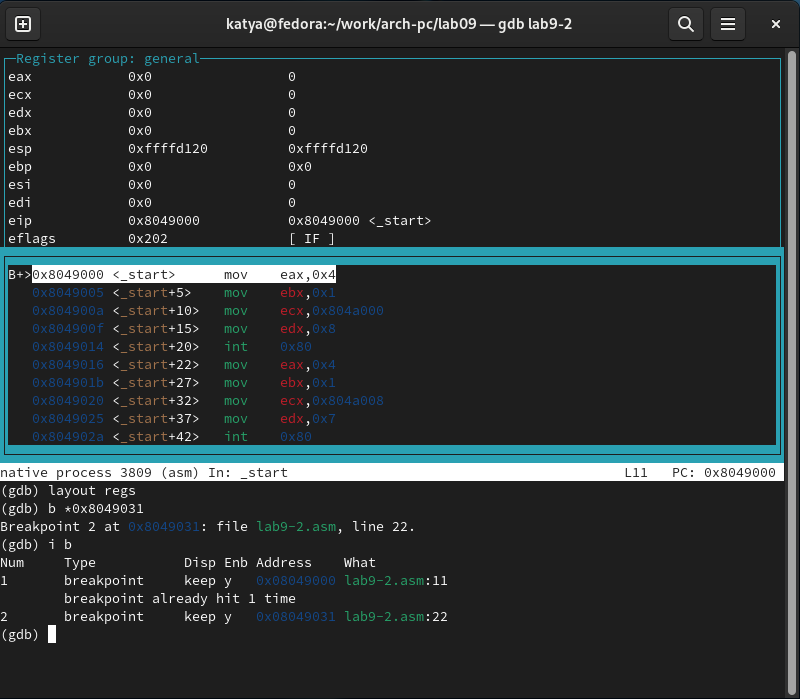 katya@fedora:~/work/arch-pc/lab09 — gdb lab9-2
Register group: general
eax 0x0 0
ecx 0x0 0
edx 0x0 0
ebx 0x0 0
esp 0xffffd120 0xffffd120
ebp 0x0 0x0
esi 0x0 0
edi 0x0 0
eip 0x8049000 0x8049000 <_start>
eflags 0x202 [ IF ]
B+>0x8049000 <_start> mov eax,0x4
0x8049005 <_start+5> mov ebx,0x1
0x804900a <_start+10> mov ecx,0x804a000
0x804900f <_start+15> mov edx,0x8
0x8049014 <_start+20> int 0x80
0x8049016 <_start+22> mov eax,0x4
0x804901b <_start+27> mov ebx,0x1
0x8049020 <_start+32> mov ecx,0x804a008
0x8049025 <_start+37> mov edx,0x7
0x804902a <_start+42> int 0x80
native process 3809 (asm) In: _start L11 PC: 0x8049000
(gdb) layout regs
(gdb) b *0x8049031
Breakpoint 2 at 0x8049031: file lab9-2.asm, line 22.
(gdb) i b
Num Type Disp Enb Address What
1 breakpoint keep y 0x08049000 lab9-2.asm:11
breakpoint already hit 1 time
2 breakpoint keep y 0x08049031 lab9-2.asm:22
(gdb)